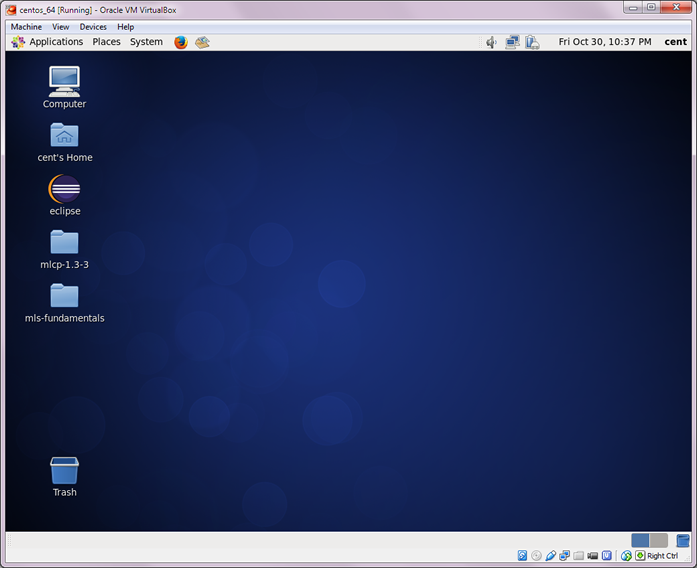 centos_64 [Running] - Oracle VM VirtualBox
Machine View Devices Help
Applications Places System Fri Oct 30, 10:37 PM cent
Computer
cent's Home
eclipse
mlcp-1.3-3
mls-fundamentals
Trash
Right Ctrl